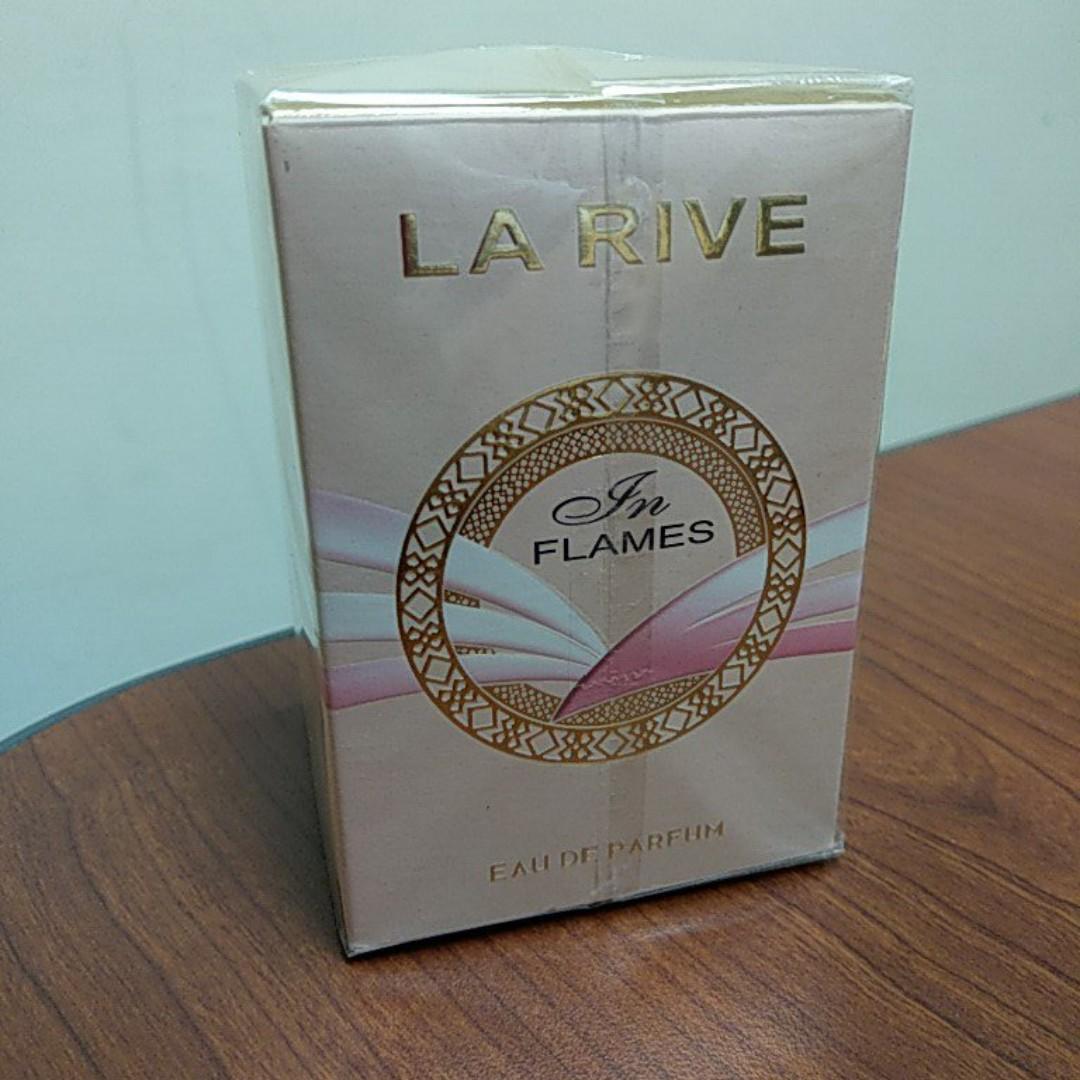 LA RIVE
In
FLAMES
EAU DE PARFUM